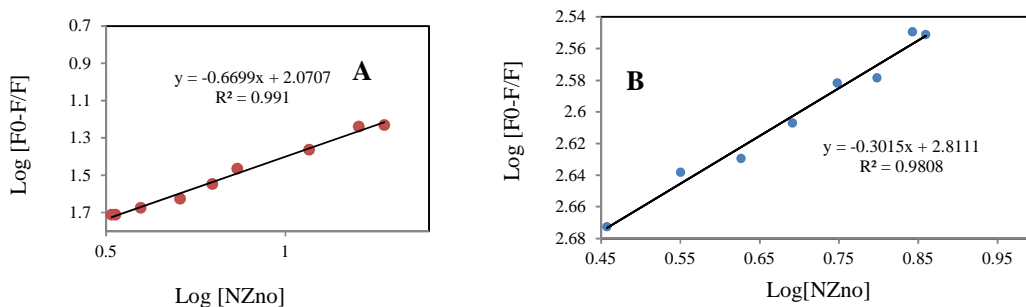 0.7
0.9
1.1
1.3
1.5
1.7
0.5
1
Log [F0-F/F]
Log [NZno]
y = -0.6699x + 2.0707
R² = 0.991
A
2.54
2.56
2.58
2.60
2.62
2.64
2.66
2.68
0.45
0.55
0.65
0.75
0.85
0.95
Log [F0-F/F]
Log[NZno]
B
y = -0.3015x + 2.8111
R² = 0.9808